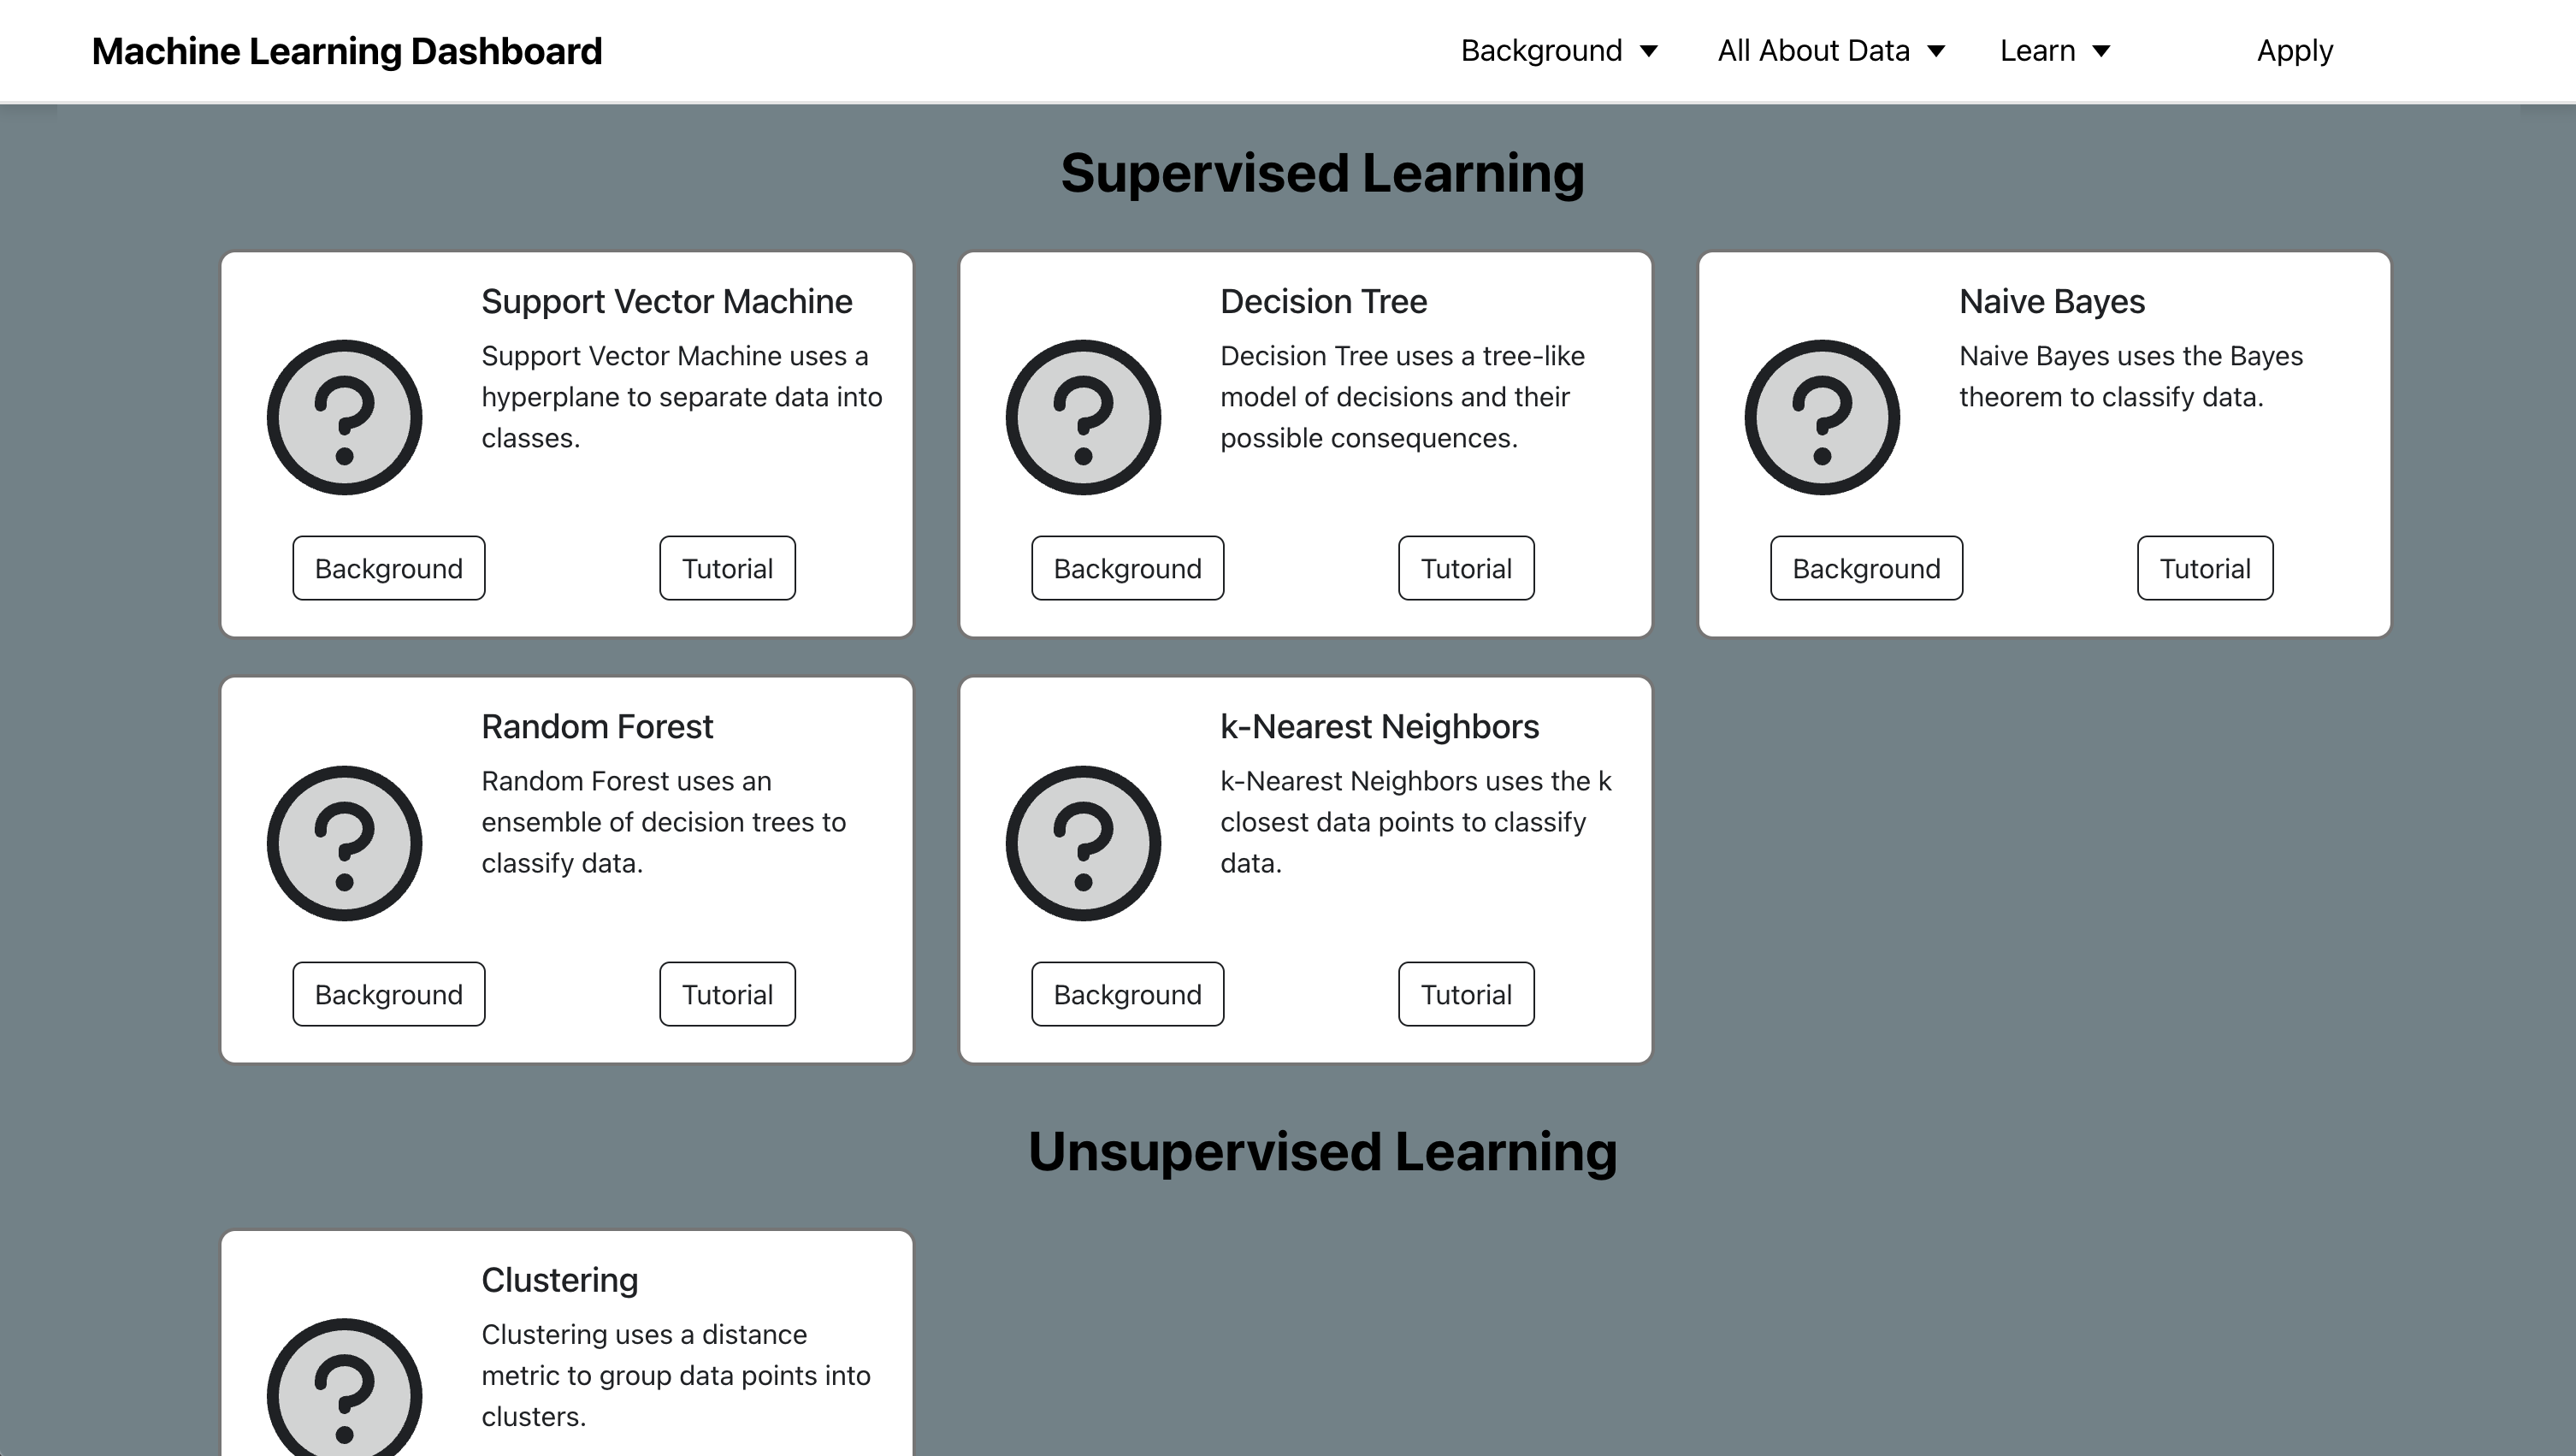 Machine Learning Dashboard
Background
All About Data
Learn
Apply
Supervised Learning
Support Vector Machine
Support Vector Machine uses a
hyperplane to separate data into
classes.
Background
Tutorial
Decision Tree
Decision Tree uses a tree-like
model of decisions and their
possible consequences.
Background
Tutorial
Naive Bayes
Naive Bayes uses the Bayes
theorem to classify data.
Background
Tutorial
Random Forest
Random Forest uses an
ensemble of decision trees to
classify data.
Background
Tutorial
k-Nearest Neighbors
k-Nearest Neighbors uses the k
closest data points to classify
data.
Background
Tutorial
Unsupervised Learning
Clustering
Clustering uses a distance
metric to group data points into
clusters.